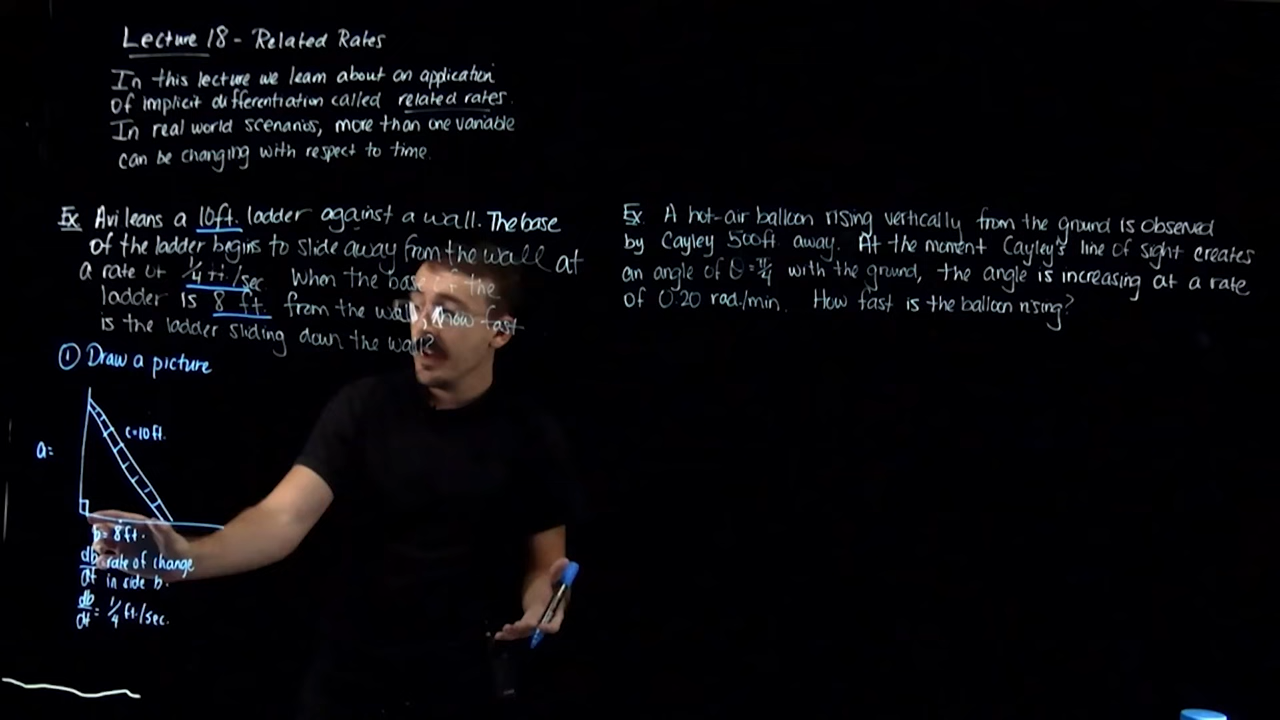 Lecture 18 - Related Rates
In this lecture we learn about an application
of implicit differentiation called related rates.
In real world scenarios, more than one variable
can be changing with respect to time.
Ex Avi leans a 10ft. ladder against a wall. The base
of the ladder begins to slide away from the wall at
a rate of 1/4 ft./sec When the base of the
ladder is 8 ft. from the wall, how fast
is the ladder sliding down the wall?
① Draw a picture
c=10ft.
a=
b= 8ft.
db/dt rate of change
in side b.
db/dt = 1/4 ft./sec.
Ex. A hot-air balloon rising vertically from the ground is observed
by Cayley 500ft away. At the moment Cayley's line of sight creates
an angle of θ=π/4 with the ground, the angle is increasing at a rate
of 0.20 rad./min. How fast is the balloon rising?